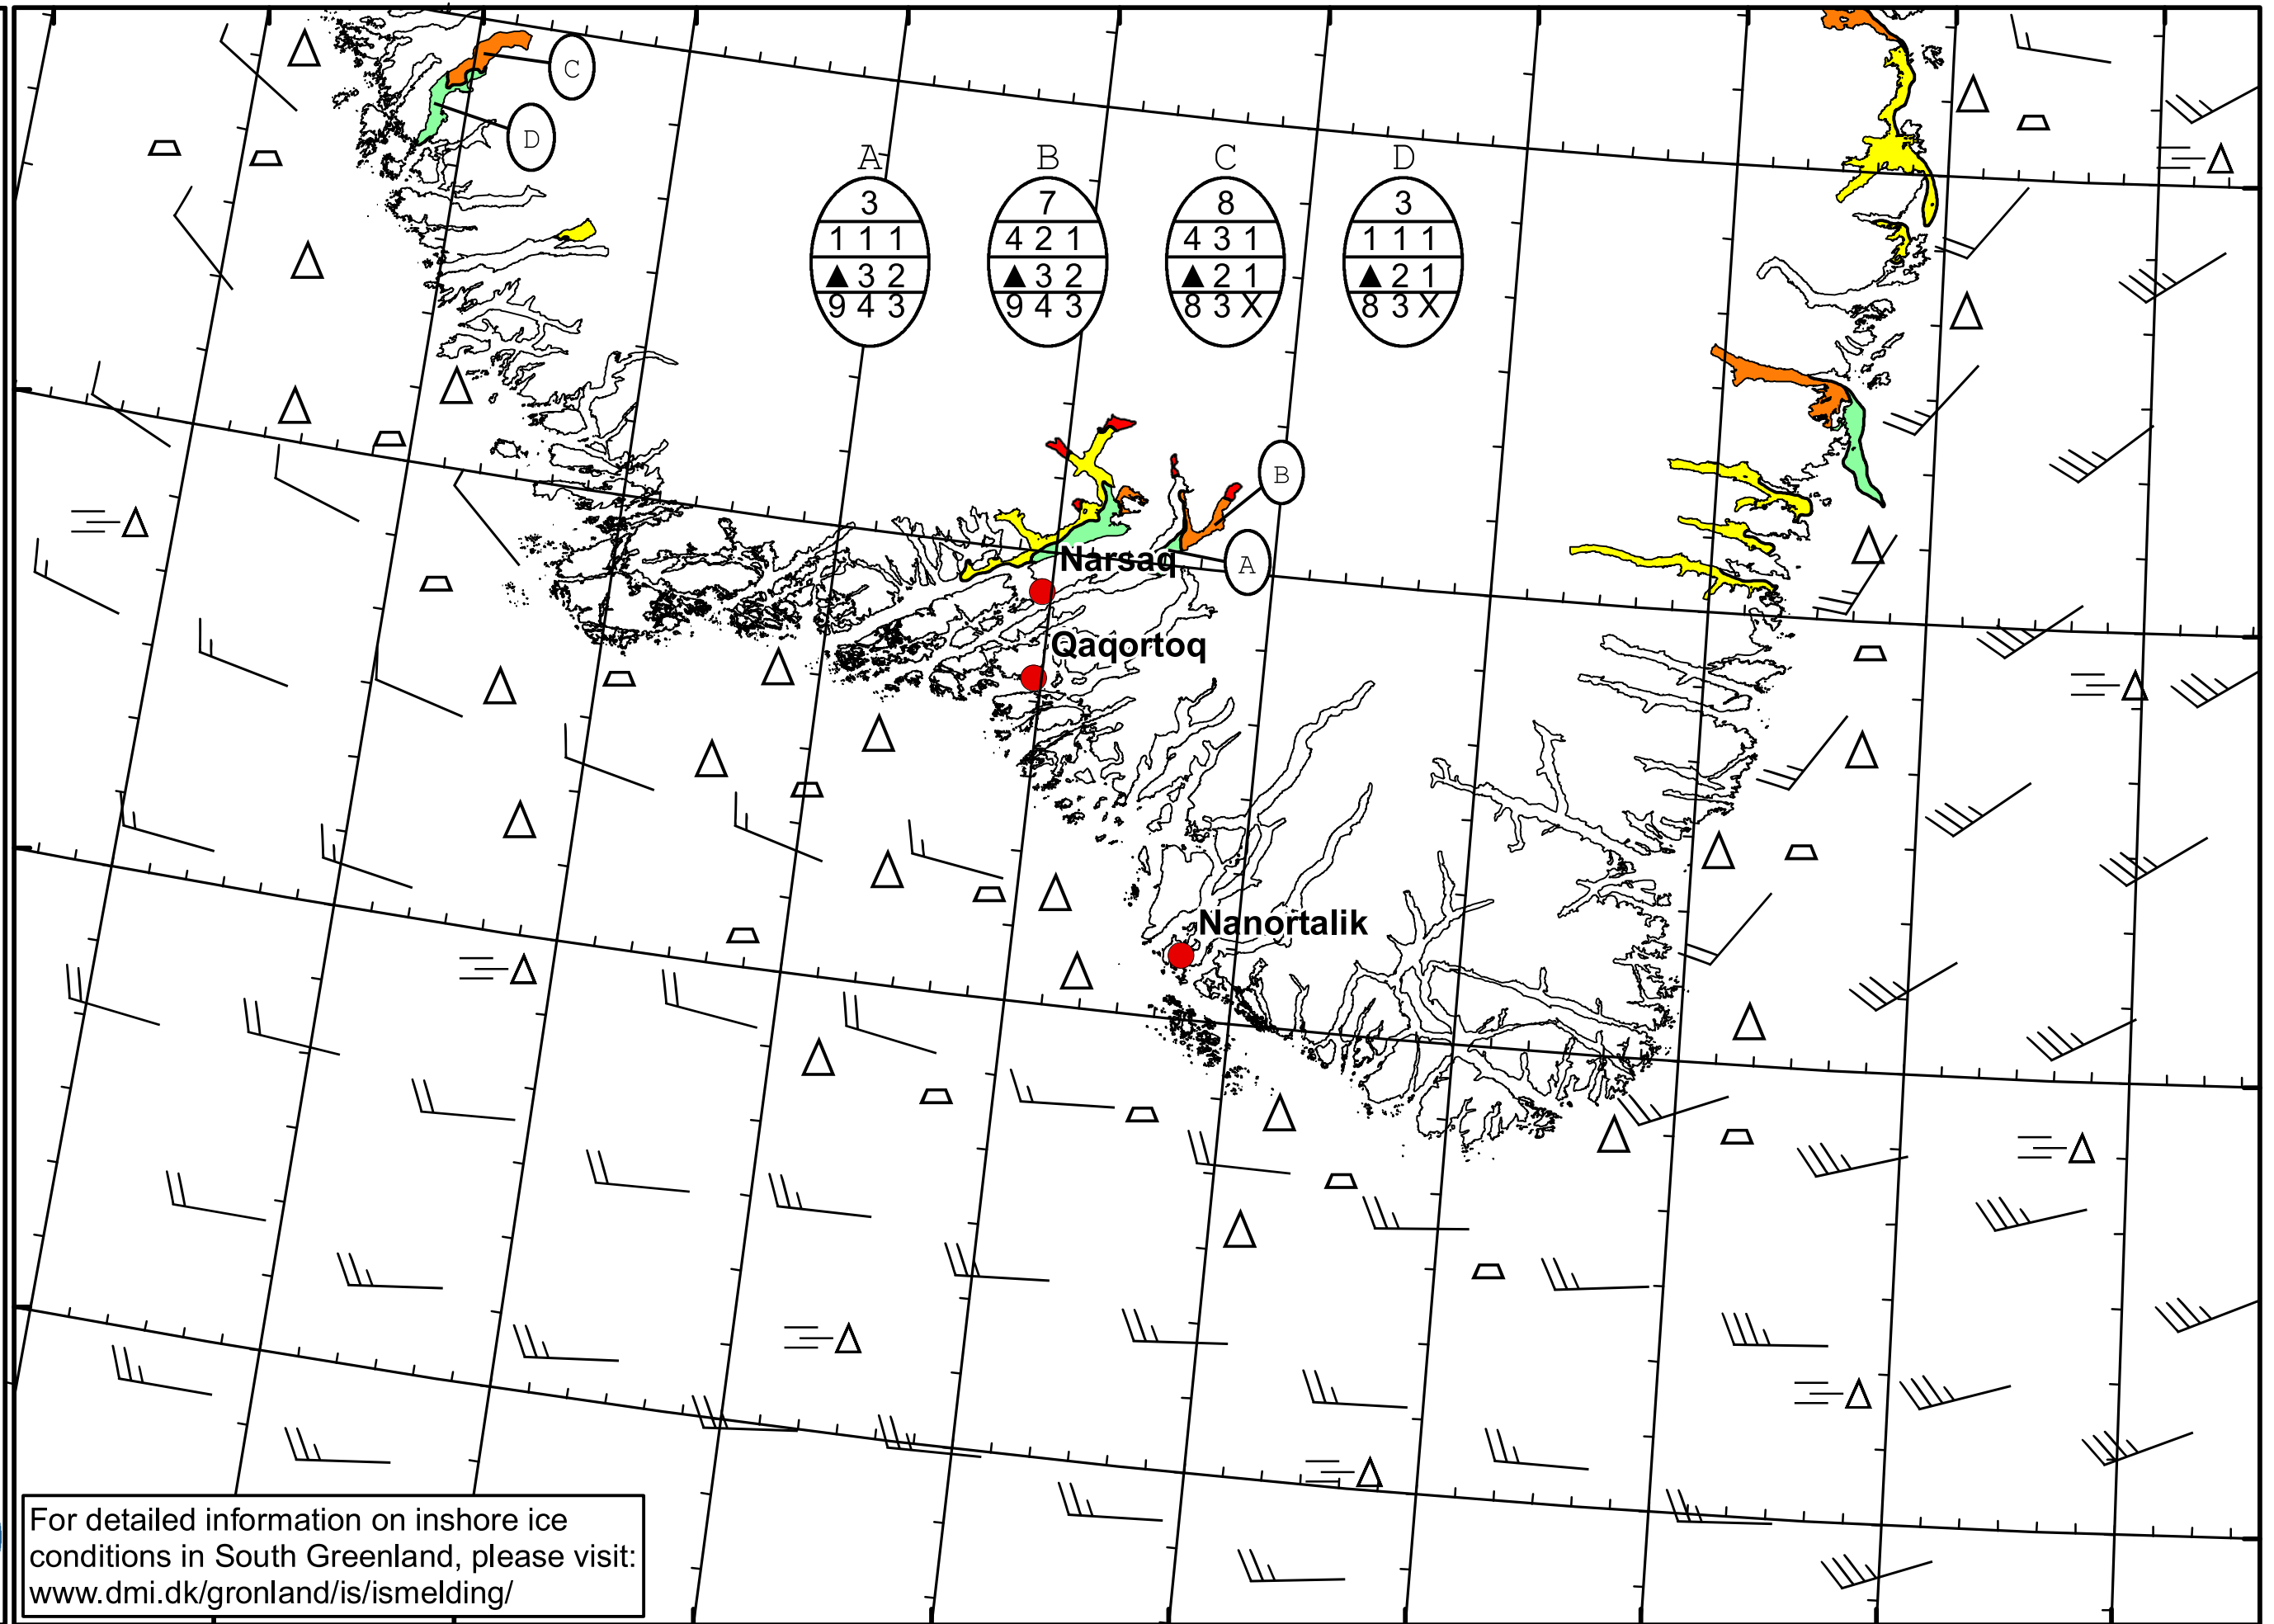 C
D
A B C D
3 7 8 3
1 1 1 4 2 1 4 3 1 1 1 1
▲ 3 2 ▲ 3 2 ▲ 2 1 ▲ 2 1
9 4 3 9 4 3 8 3 X 8 3 X
B
Narsaq
A
Qaqortoq
Nanortalik
For detailed information on inshore ice
conditions in South Greenland, please visit:
www.dmi.dk/gronland/is/ismelding/